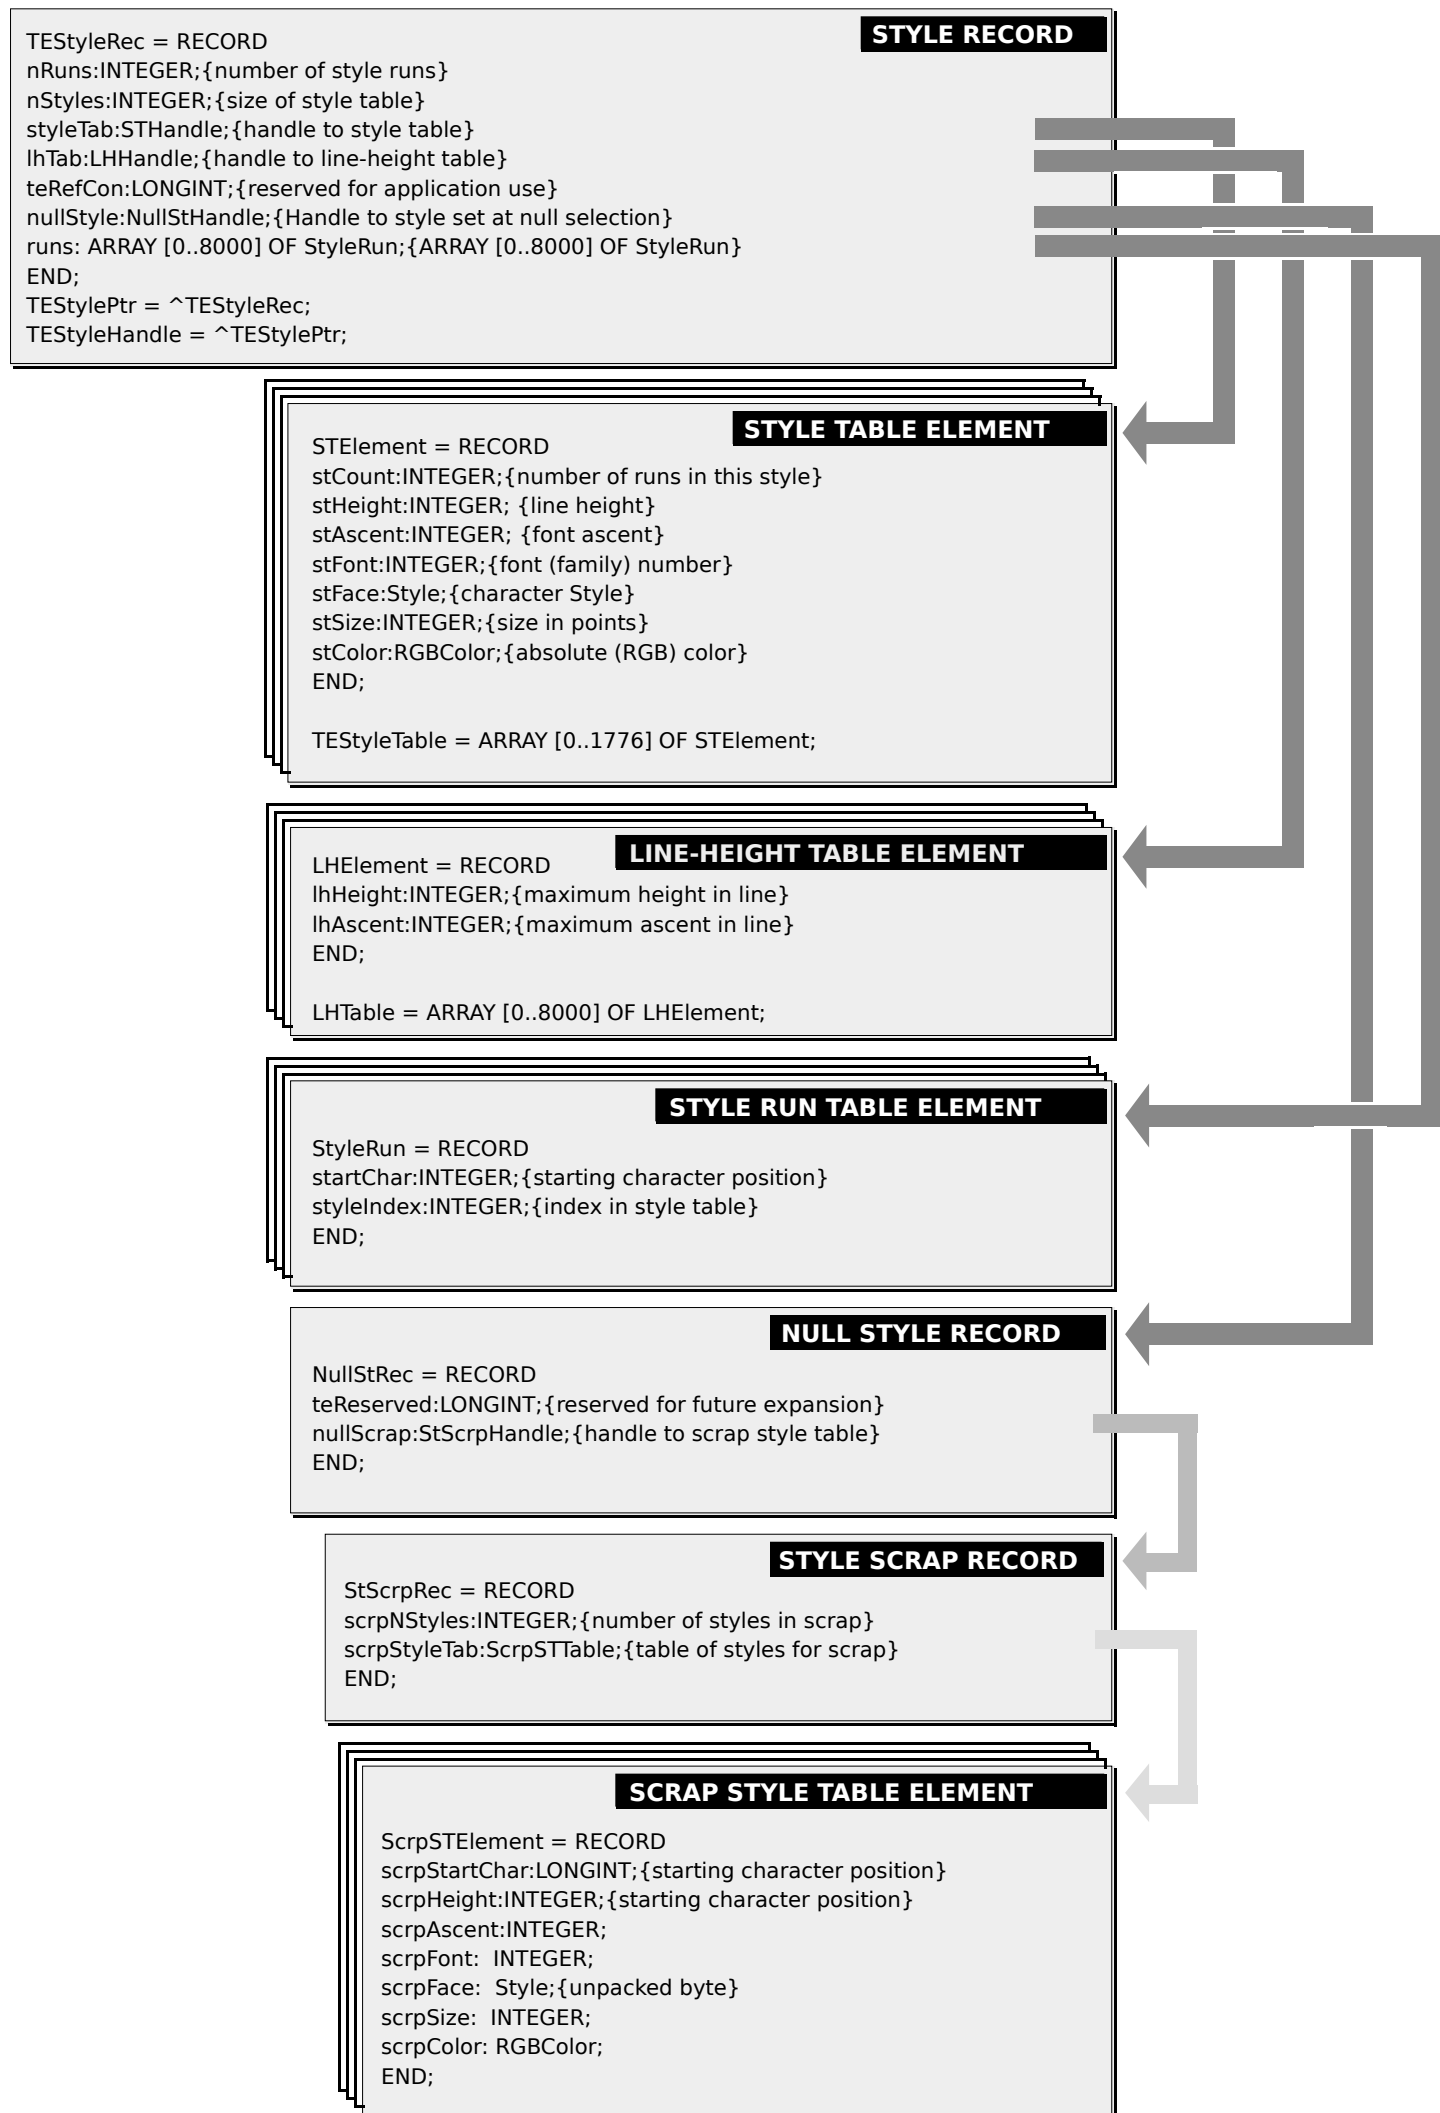 STYLE RECORD
TEStyleRec = RECORD
nRuns:INTEGER;{number of style runs}
nStyles:INTEGER;{size of style table}
styleTab:STHandle;{handle to style table}
lhTab:LHHandle;{handle to line-height table}
teRefCon:LONGINT;{reserved for application use}
nullStyle:NullStHandle;{Handle to style set at null selection}
runs: ARRAY [0..8000] OF StyleRun;{ARRAY [0..8000] OF StyleRun}
END;
TEStylePtr = ^TEStyleRec;
TEStyleHandle = ^TEStylePtr;
STYLE TABLE ELEMENT
STElement = RECORD
stCount:INTEGER;{number of runs in this style}
stHeight:INTEGER; {line height}
stAscent:INTEGER; {font ascent}
stFont:INTEGER;{font (family) number}
stFace:Style;{character Style}
stSize:INTEGER;{size in points}
stColor:RGBColor;{absolute (RGB) color}
END;
TEStyleTable = ARRAY [0..1776] OF STElement;
LINE-HEIGHT TABLE ELEMENT
LHElement = RECORD
lhHeight:INTEGER;{maximum height in line}
lhAscent:INTEGER;{maximum ascent in line}
END;
LHTable = ARRAY [0..8000] OF LHElement;
STYLE RUN TABLE ELEMENT
StyleRun = RECORD
startChar:INTEGER;{starting character position}
styleIndex:INTEGER;{index in style table}
END;
NULL STYLE RECORD
NullStRec = RECORD
teReserved:LONGINT;{reserved for future expansion}
nullScrap:StScrpHandle;{handle to scrap style table}
END;
STYLE SCRAP RECORD
StScrpRec = RECORD
scrpNStyles:INTEGER;{number of styles in scrap}
scrpStyleTab:ScrpSTTable;{table of styles for scrap}
END;
SCRAP STYLE TABLE ELEMENT
ScrpSTElement = RECORD
scrpStartChar:LONGINT;{starting character position}
scrpHeight:INTEGER;{starting character position}
scrpAscent:INTEGER;
scrpFont:  INTEGER;
scrpFace:  Style;{unpacked byte}
scrpSize:  INTEGER;
scrpColor: RGBColor;
END;